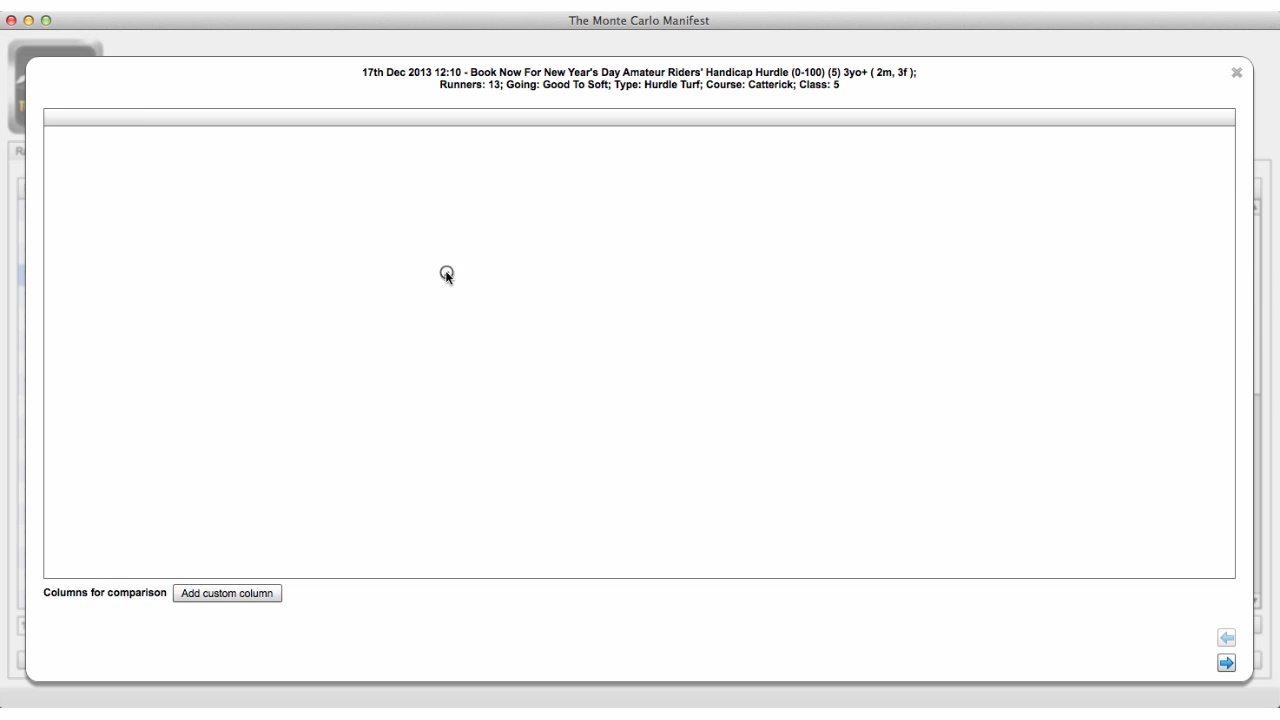 The Monte Carlo Manifest
17th Dec 2013 12:10 - Book Now For New Year's Day Amateur Riders' Handicap Hurdle (0-100) (5) 3yo+ ( 2m, 3f );
Runners: 13; Going: Good To Soft; Type: Hurdle Turf; Course: Catterick; Class: 5
Columns for comparison Add custom column